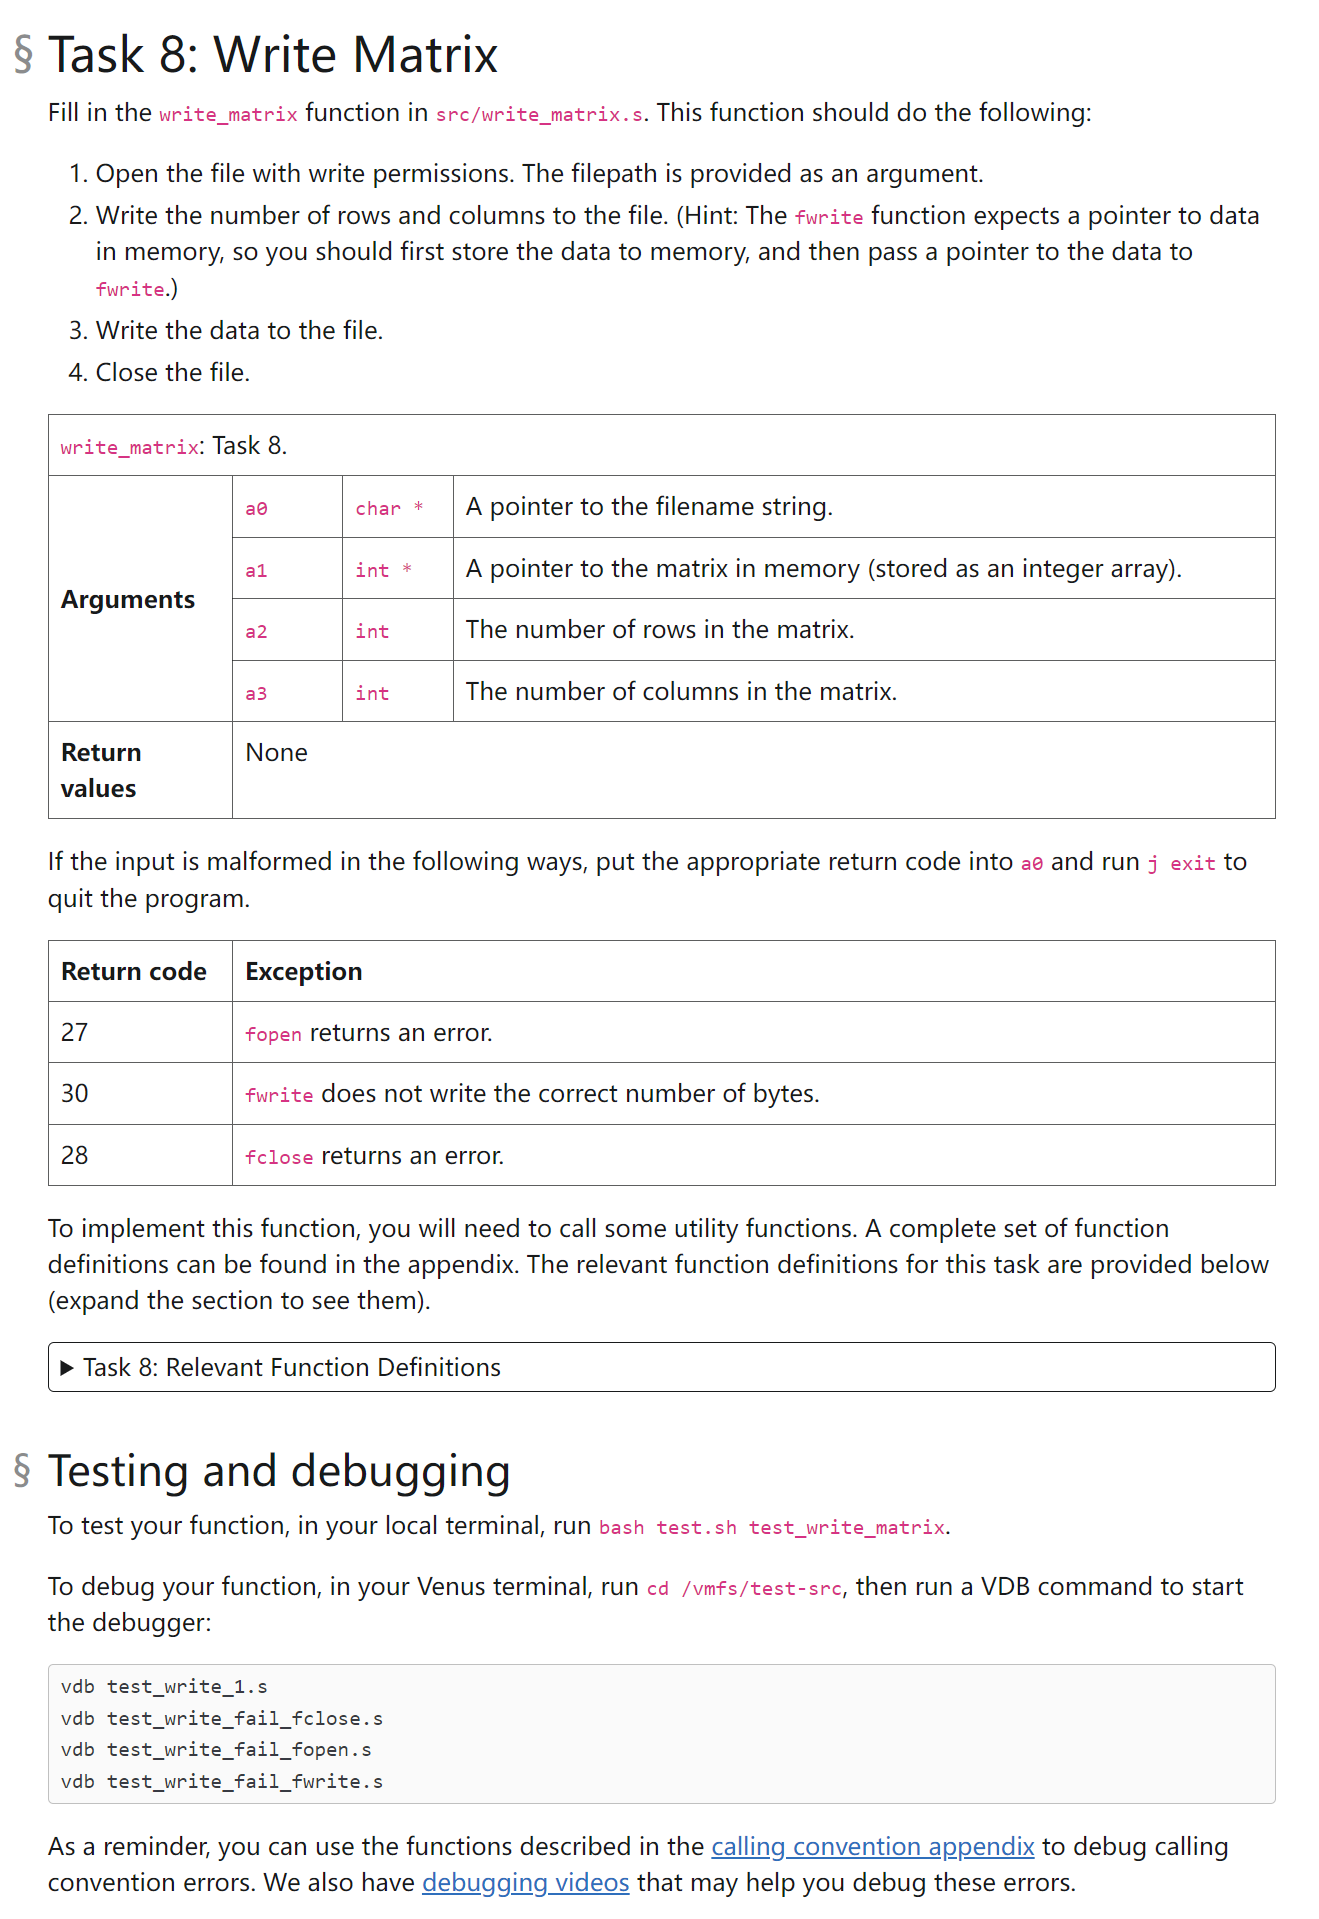 § Task 8: Write Matrix
Fill in the write_matrix function in src/write_matrix.s. This function should do the following:
1. Open the file with write permissions. The filepath is provided as an argument.
2. Write the number of rows and columns to the file. (Hint: The fwrite function expects a pointer to data
in memory, so you should first store the data to memory, and then pass a pointer to the data to
fwrite.)
3. Write the data to the file.
4. Close the file.
write_matrix: Task 8.
Arguments
a0 char * A pointer to the filename string.
a1 int * A pointer to the matrix in memory (stored as an integer array).
a2 int The number of rows in the matrix.
a3 int The number of columns in the matrix.
Return
values
None
If the input is malformed in the following ways, put the appropriate return code into a0 and run j exit to
quit the program.
Return code Exception
27 fopen returns an error.
30 fwrite does not write the correct number of bytes.
28 fclose returns an error.
To implement this function, you will need to call some utility functions. A complete set of function
definitions can be found in the appendix. The relevant function definitions for this task are provided below
(expand the section to see them).
▶ Task 8: Relevant Function Definitions
§ Testing and debugging
To test your function, in your local terminal, run bash test.sh test_write_matrix.
To debug your function, in your Venus terminal, run cd /vmfs/test-src, then run a VDB command to start
the debugger:
vdb test_write_1.s
vdb test_write_fail_fclose.s
vdb test_write_fail_fopen.s
vdb test_write_fail_fwrite.s
As a reminder, you can use the functions described in the calling convention appendix to debug calling
convention errors. We also have debugging videos that may help you debug these errors.